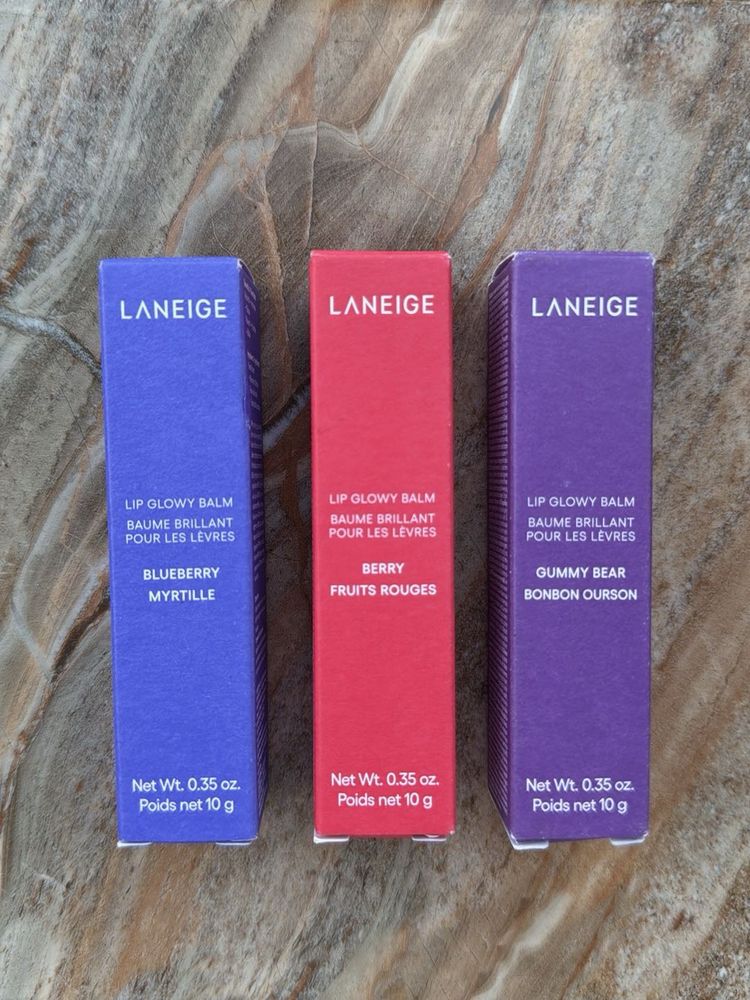 LANEIGE
LIP GLOWY BALM
BAUME BRILLANT
POUR LES LÈVRES
BLUEBERRY
MYRTILLE
Net Wt. 0.35 oz.
Poids net 10 g
LANEIGE
LIP GLOWY BALM
BAUME BRILLANT
POUR LES LÈVRES
BERRY
FRUITS ROUGES
Net Wt. 0.35 oz.
Poids net 10 g
LANEIGE
LIP GLOWY BALM
BAUME BRILLANT
POUR LES LÈVRES
GUMMY BEAR
BONBON OURSON
Net Wt. 0.35 oz.
Poids net 10 g